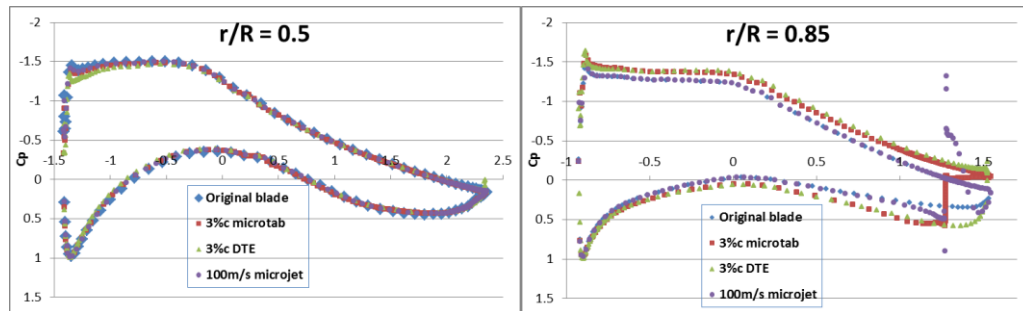 r/R = 0.5
-2
-1.5
-1
-0.5
0
0.5
1
1.5
Cp
-1.5 -1 -0.5 0 0.5 1 1.5 2 2.5
Original blade
3%c microtab
3%c DTE
100m/s microjet
r/R = 0.85
-2
-1.5
-1
-0.5
0
0.5
1
1.5
Cp
-1 -0.5 0 0.5 1 1.5
Original blade
3%c microtab
3%c DTE
100m/s microjet